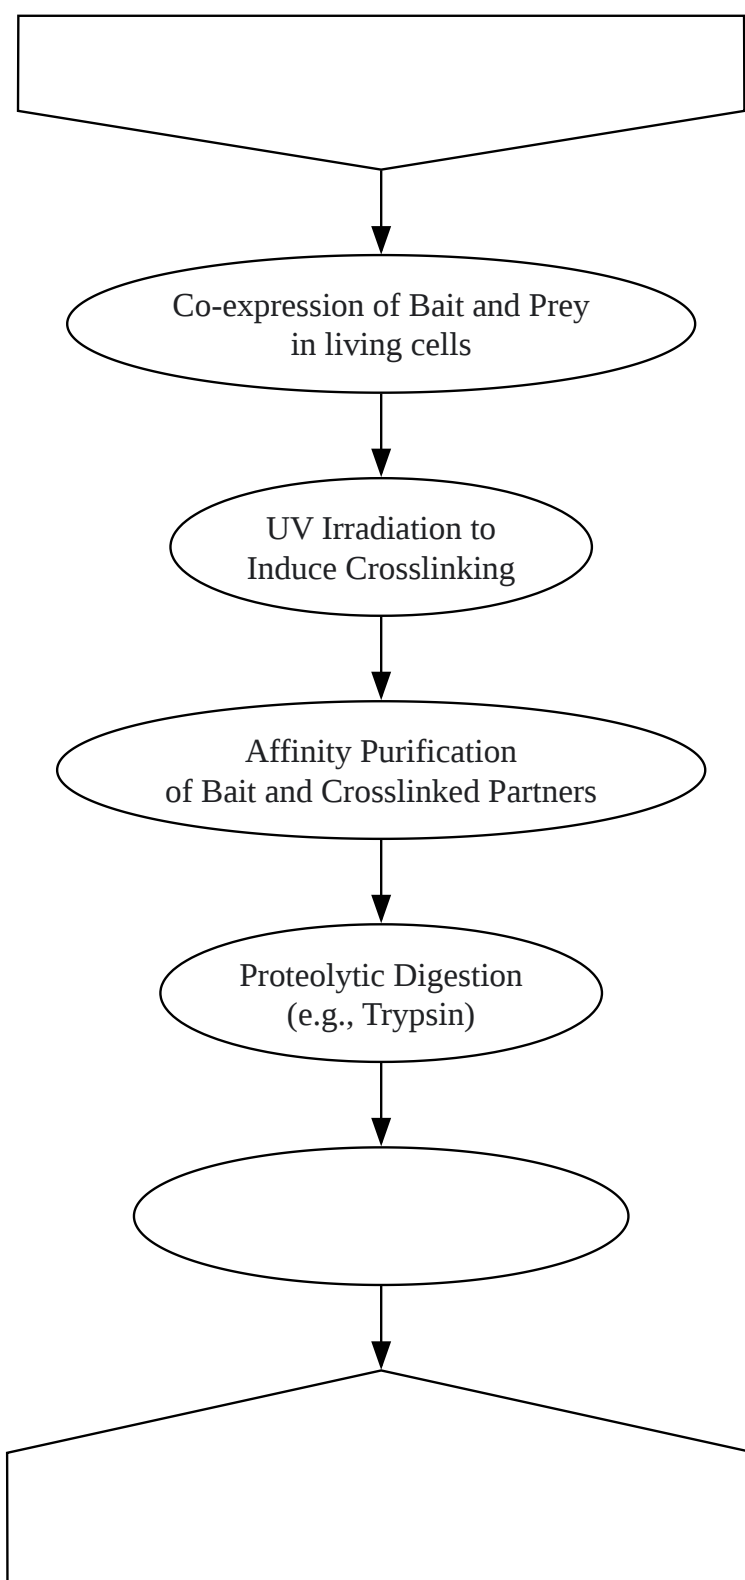 Co-expression of Bait and Prey
in living cells
UV Irradiation to
Induce Crosslinking
Affinity Purification
of Bait and Crosslinked Partners
Proteolytic Digestion
(e.g., Trypsin)